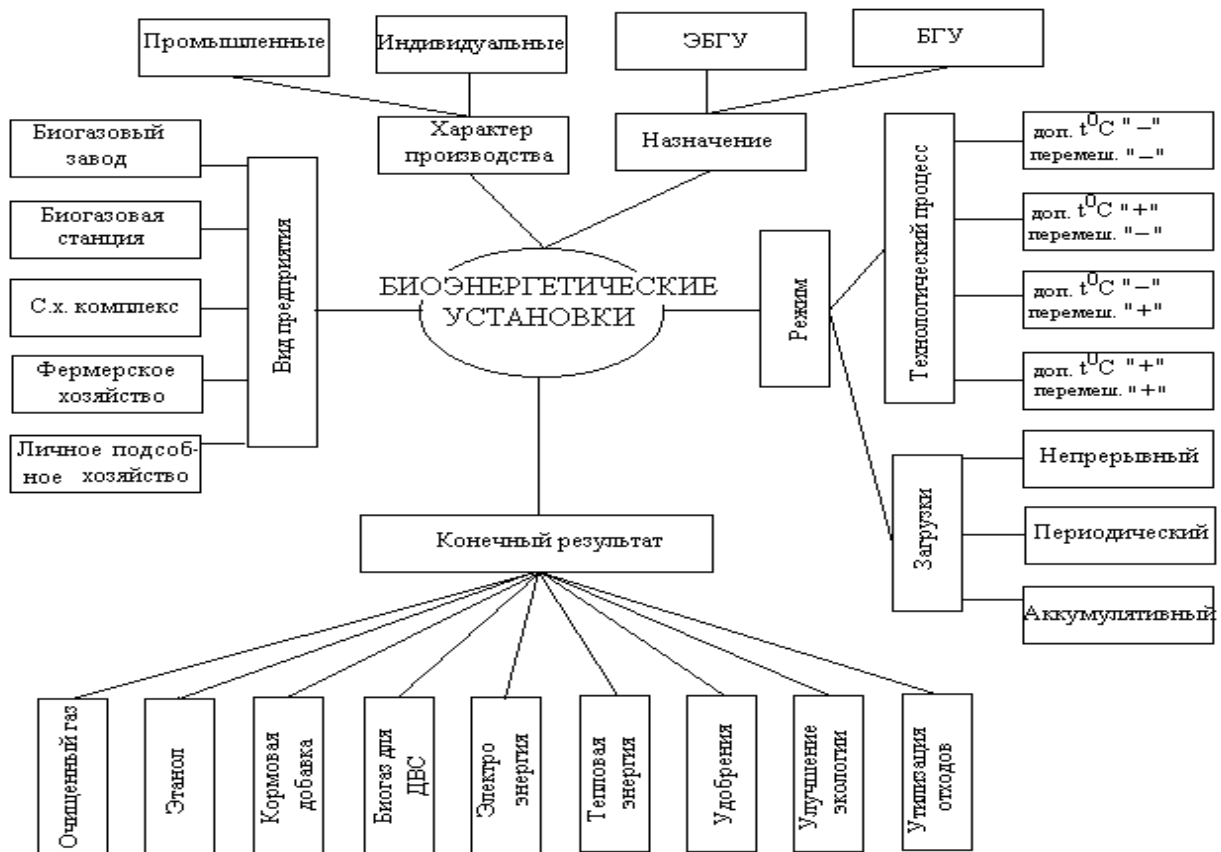 Промышленные
Индивидуальные
ЭБГУ
БГУ
Характер
производства
Назначение
Биогазовый
завод
Биогазовая
станция
С.х. комплекс
Фермерское
хозяйство
Личное подсоб-
ное хозяйство
Вид предприятия
БИОЭНЕРГЕТИЧЕСКИЕ
УСТАНОВКИ
Режим
Технологический процесс
доп. t⁰C "–"
перемеш. "–"
доп. t⁰C "+"
перемеш. "–"
доп. t⁰C "–"
перемеш. "+"
доп. t⁰C "+"
перемеш. "+"
Загрузки
Непрерывный
Периодический
Аккумулятивный
Конечный результат
Очищенный газ
Этанол
Кормовая
добавка
Биогаз для
ДВС
Электро
энергия
Тепловая
энергия
Удобрения
Улучшение
экологии
Утилизация
отходов